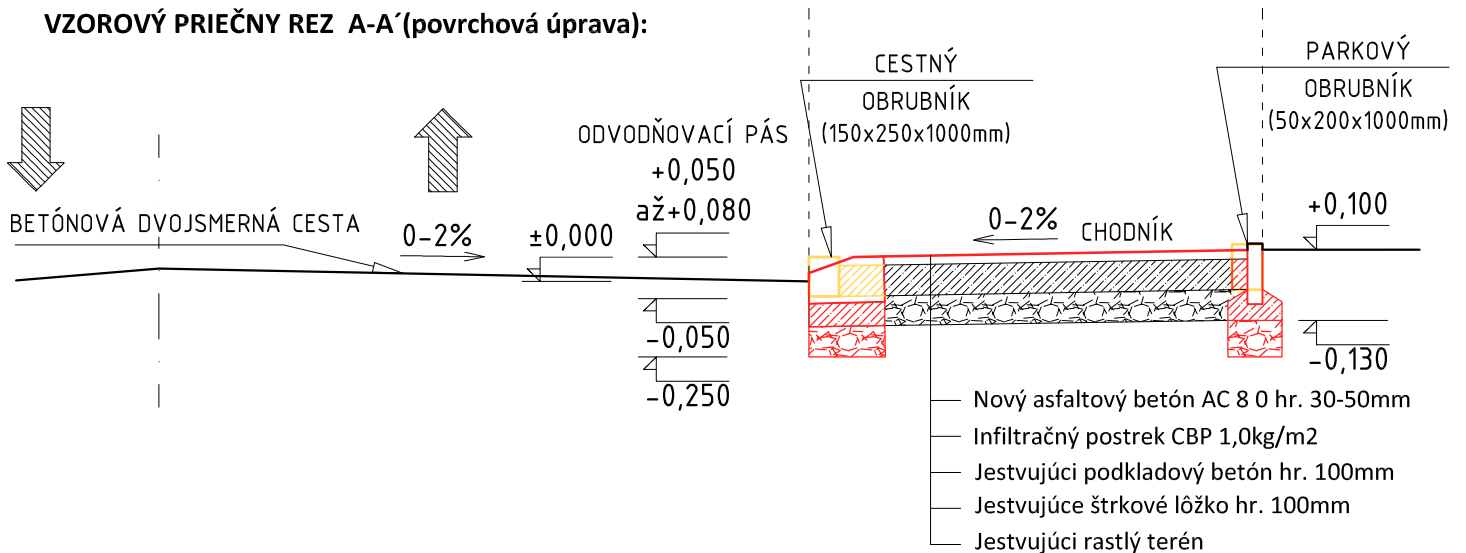 VZOROVÝ PRIEČNY REZ A-A´(povrchová úprava):
CESTNÝ
OBRUBNÍK
(150x250x1000mm)
PARKOVÝ
OBRUBNÍK
(50x200x1000mm)
ODVODŇOVACÍ PÁS
+0,050
až+0,080
BETÓNOVÁ DVOJSMERNÁ CESTA
0-2%
±0,000
0-2%
CHODNÍK
+0,100
-0,050
-0,250
-0,130
Nový asfaltový betón AC 8 0 hr. 30-50mm
Infiltračný postrek CBP 1,0kg/m2
Jestvujúci podkladový betón hr. 100mm
Jestvujúce štrkové lôžko hr. 100mm
Jestvujúci rastlý terén